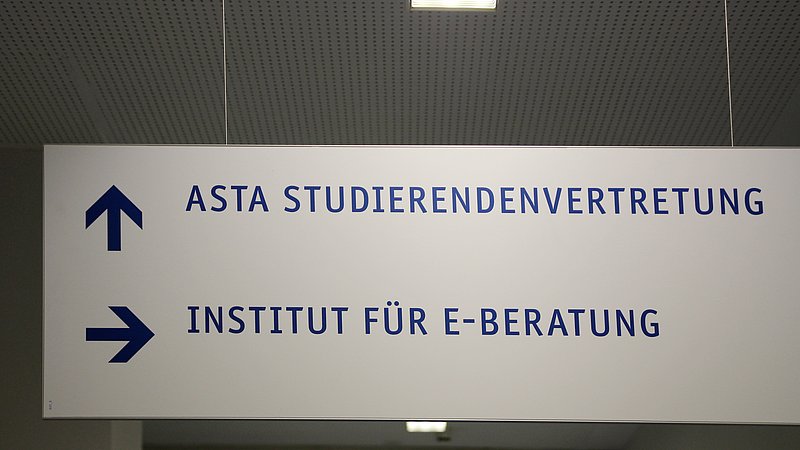 ASTA STUDIERENDENVERTRETUNG
INSTITUT FÜR E-BERATUNG